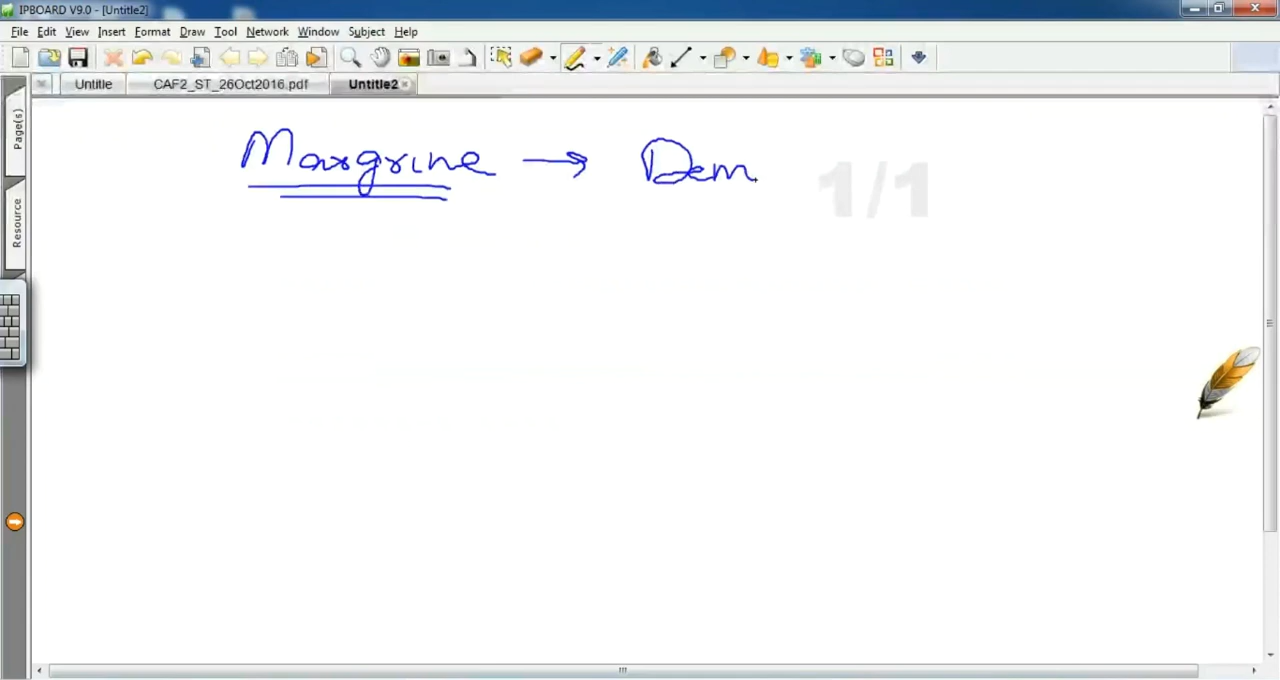 IPBOARD V9.0 - [Untitle2]
File Edit View Insert Format Draw Tool Network Window Subject Help
Untitle CAF2_ST_26Oct2016.pdf Untitle2
Page(s)
Resource
Margrine → Dem
1/1